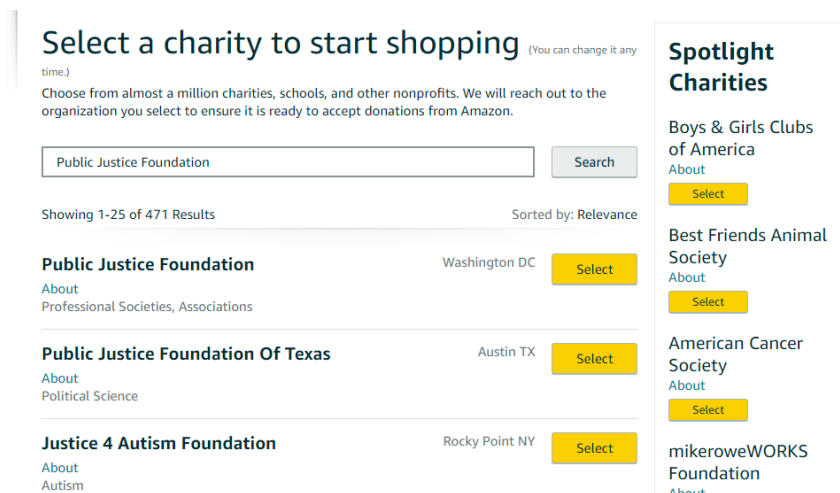 Select a charity to start shopping (You can change it any
time.)
Choose from almost a million charities, schools, and other nonprofits. We will reach out to the
organization you select to ensure it is ready to accept donations from Amazon.
Public Justice Foundation
Search
Showing 1-25 of 471 Results
Sorted by: Relevance
Public Justice Foundation
Washington DC
Select
About
Professional Societies, Associations
Public Justice Foundation Of Texas
Austin TX
Select
About
Political Science
Justice 4 Autism Foundation
Rocky Point NY
Select
About
Autism
Spotlight
Charities
Boys & Girls Clubs
of America
About
Select
Best Friends Animal
Society
About
Select
American Cancer
Society
About
Select
mikeroweWORKS
Foundation
About